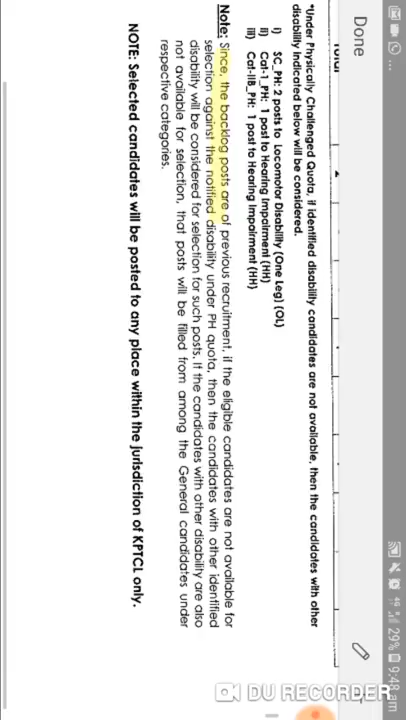 29% 9:48 am
Done
Total
*Under Physically Challenged Quota, if identified disability candidates are not available, then the candidates with other
disability indicated below will be considered.
i) SC_PH: 2 posts to Locomotor Disability (One Leg) (OL)
ii) Cat-1_PH: 1 post to Hearing Impairment (HH)
iii) Cat-IIB_PH: 1 post to Hearing Impairment (HH)
Note: Since, the backlog posts are of previous recruitment, if the eligible candidates are not available for
selection against the notified disability under PH quota, then the candidates with other identified
disability will be considered for selection for such posts. If the candidates with other disability are also
not available for selection, that posts will be filled from among the General candidates under
respective categories.
NOTE: Selected candidates will be posted to any place within the jurisdiction of KPTCL only.
DU RECORDER